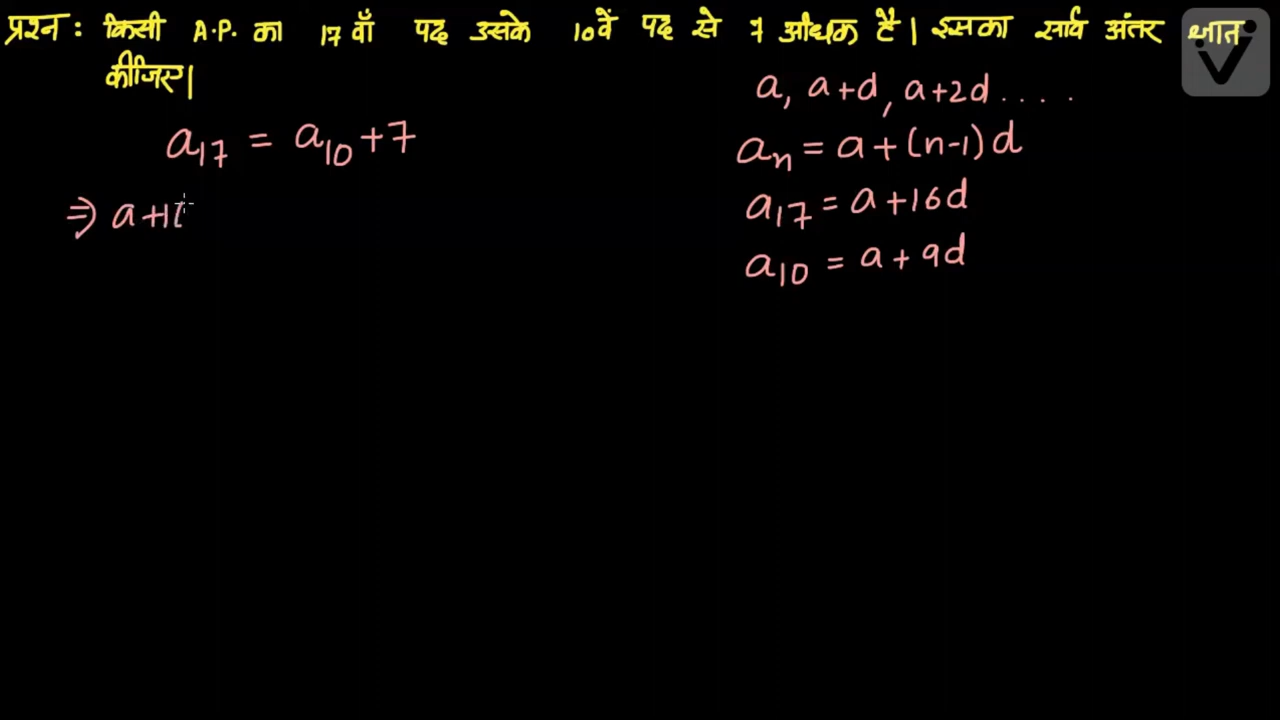 प्रश्न : किसी A.P. का 17 वाँ पद उसके 10 वें पद से 7 अधिक है। इसका सार्व अंतर ज्ञात
कीजिए।
a, a+d, a+2d ....
a₁₇ = a₁₀ + 7
aₙ = a + (n-1) d
a₁₇ = a + 16d
⇒ a + 1
a₁₀ = a + 9d